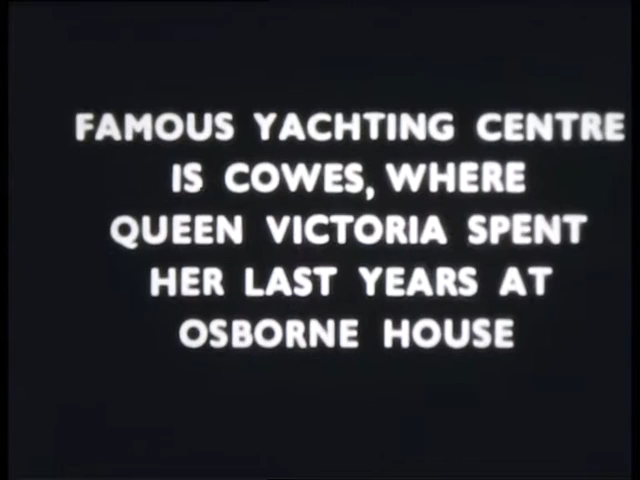 FAMOUS YACHTING CENTRE
IS COWES, WHERE
QUEEN VICTORIA SPENT
HER LAST YEARS AT
OSBORNE HOUSE